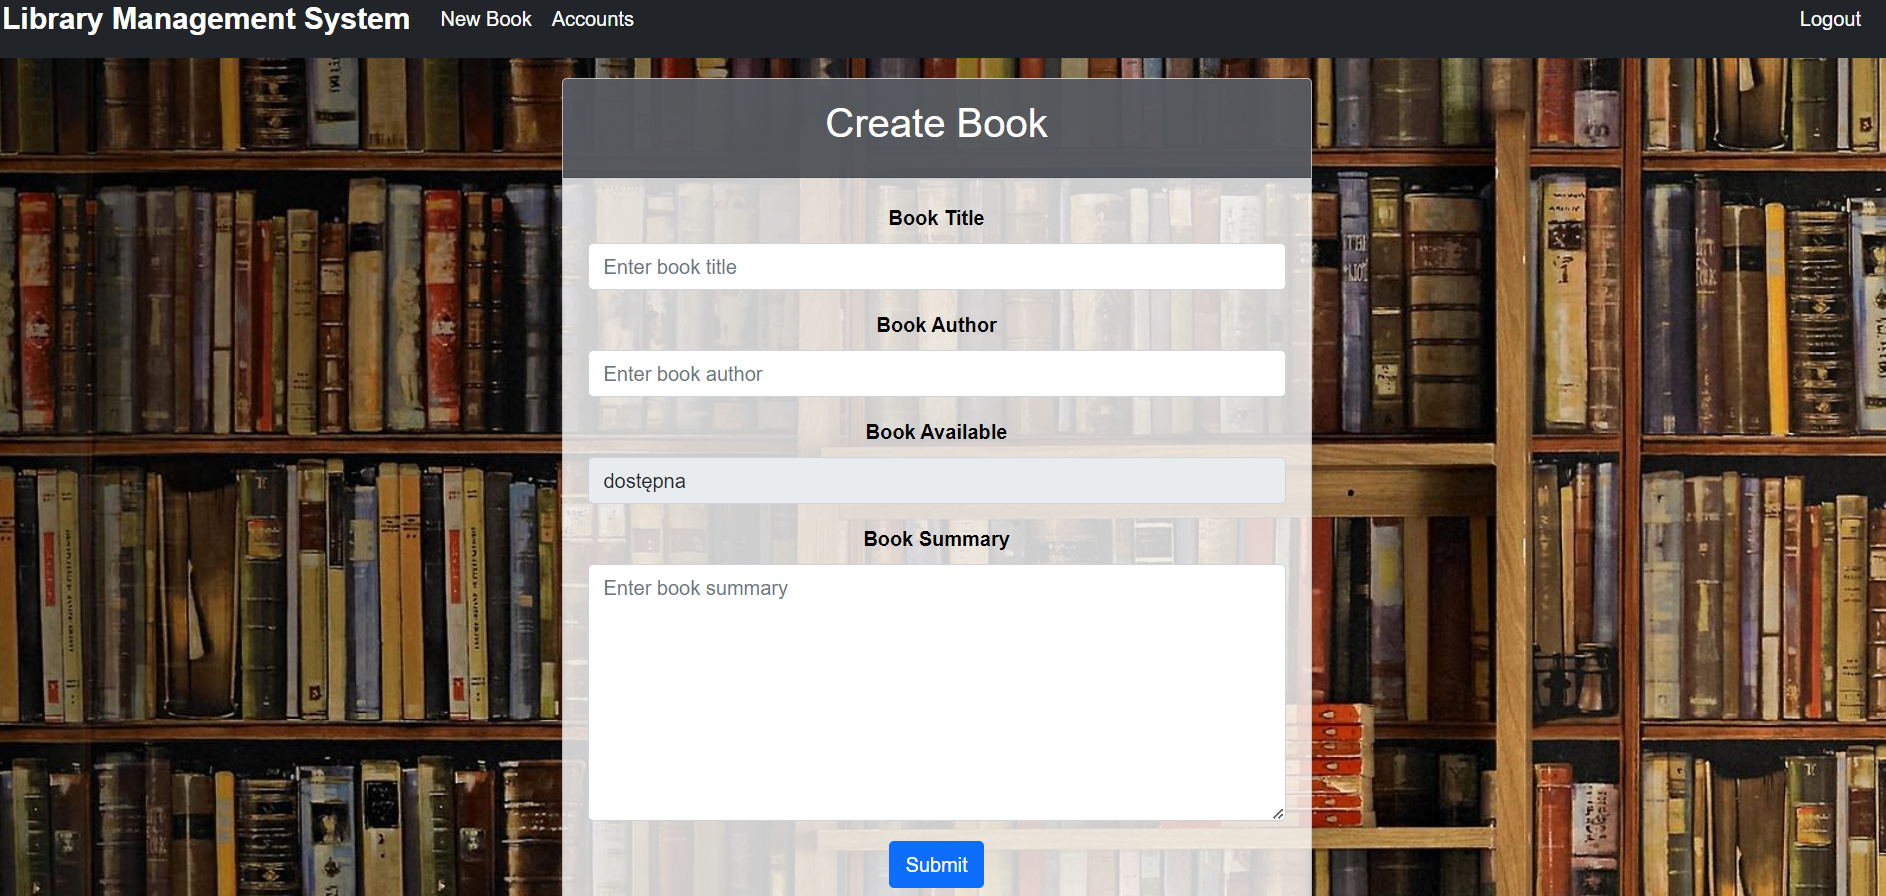 Library Management System New Book Accounts Logout
Create Book
Book Title
Enter book title
Book Author
Enter book author
Book Available
dostępna
Book Summary
Enter book summary
Submit